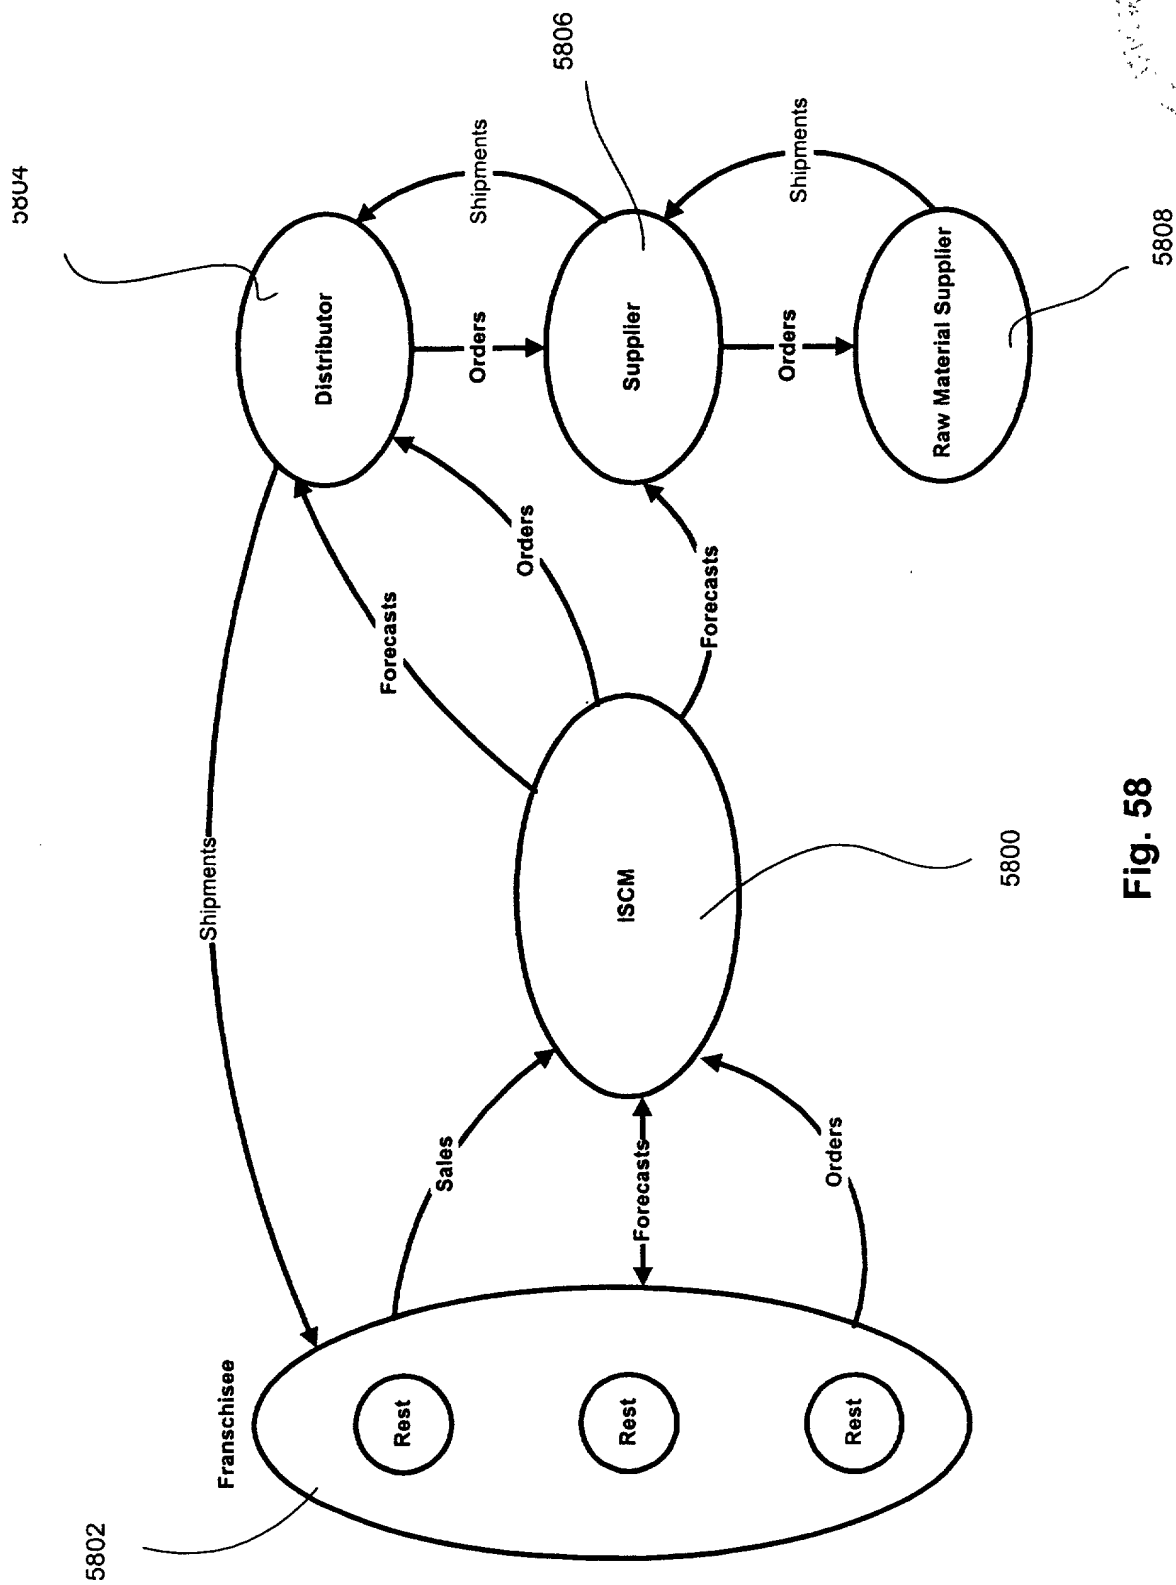 5802
Franschisee
Rest
Rest
Rest
Shipments
Sales
Forecasts
Orders
ISCM
5800
Forecasts
Orders
Forecasts
5804
Distributor
Orders
Shipments
5806
Supplier
Orders
Shipments
Raw Material Supplier
5808
Fig. 58